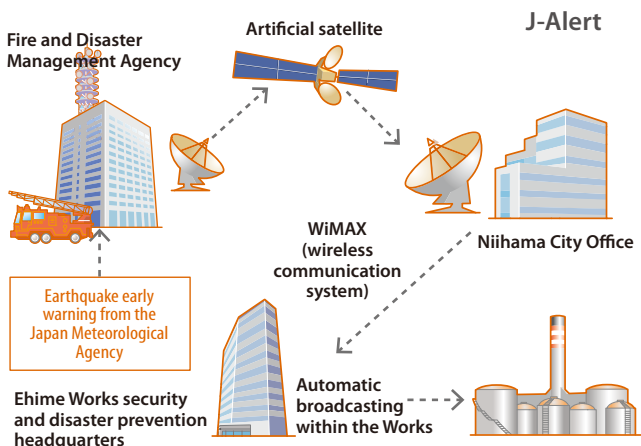 J-Alert
Artificial satellite
Fire and Disaster
Management Agency
WiMAX
(wireless
communication
system)
Niihama City Office
Earthquake early
warning from the
Japan Meteorological
Agency
Ehime Works security
and disaster prevention
headquarters
Automatic
broadcasting
within the Works